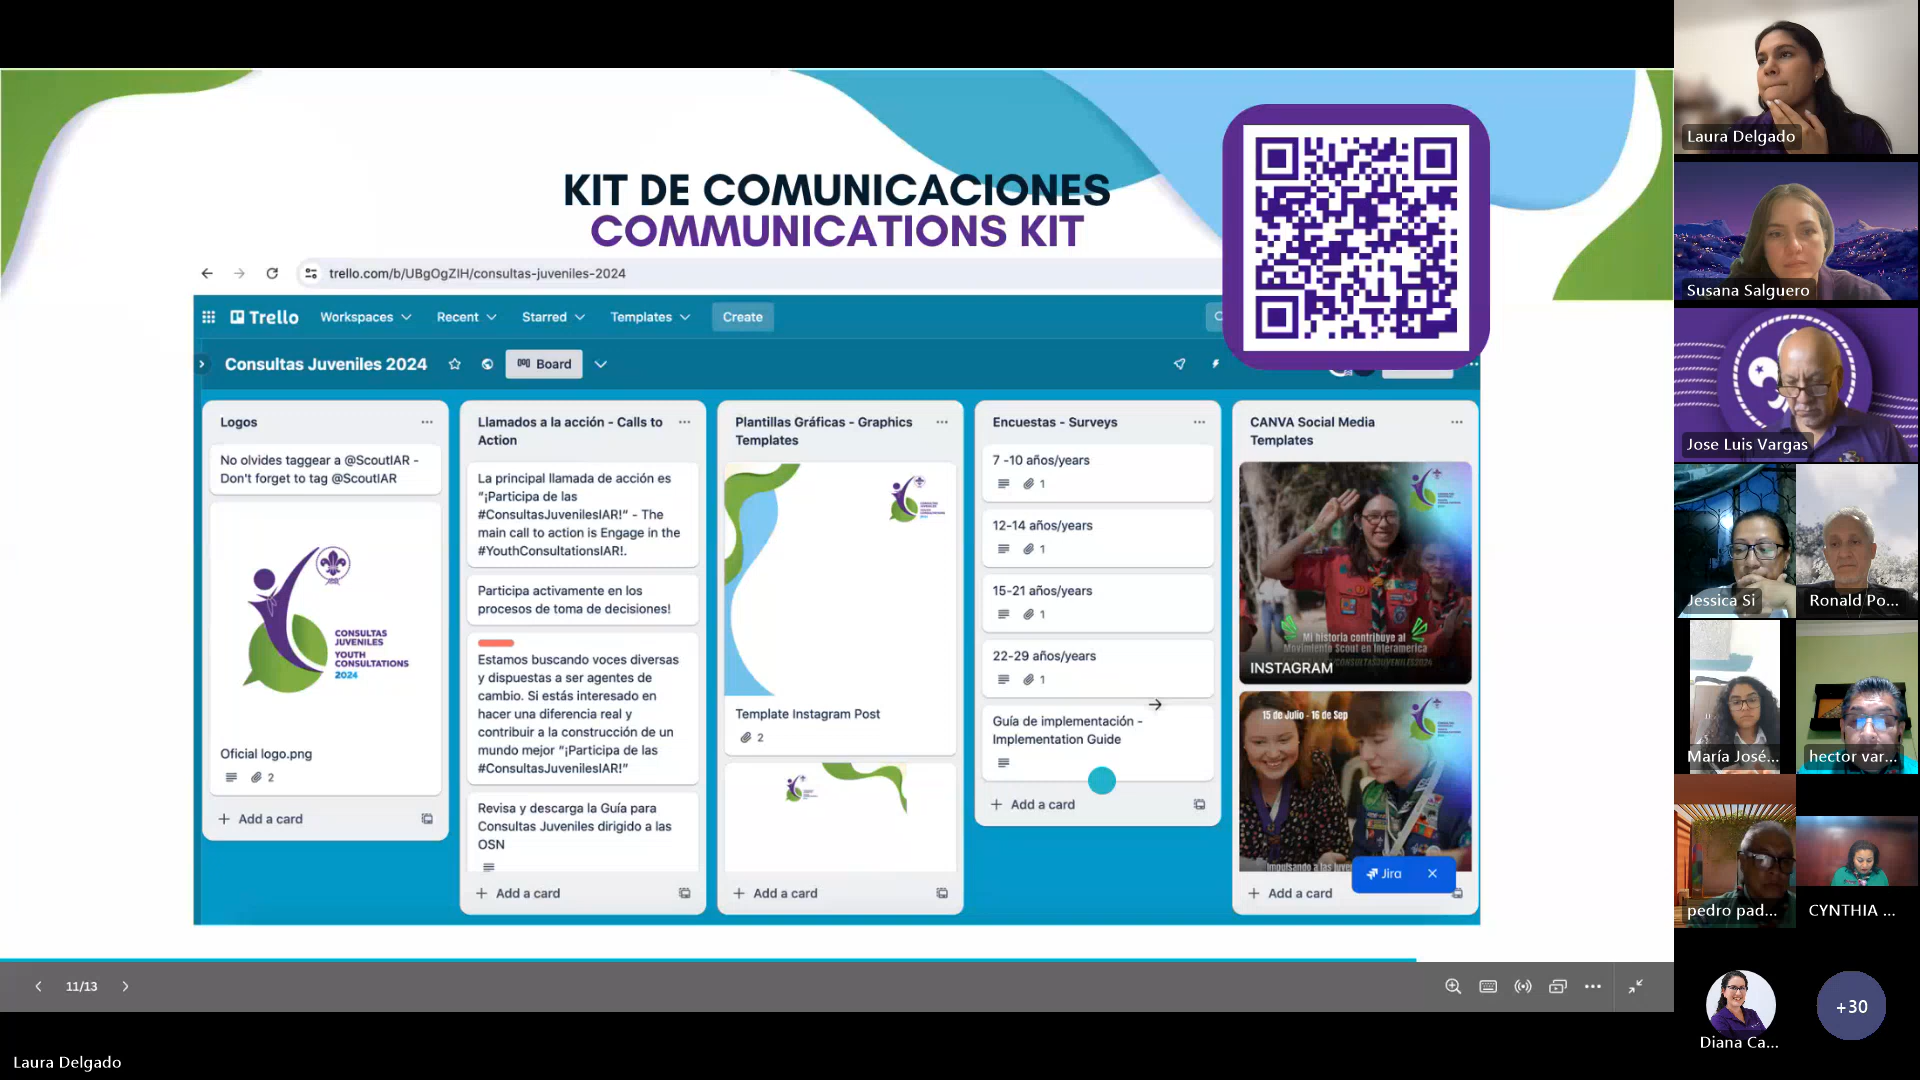 KIT DE COMUNICACIONES
COMMUNICATIONS KIT
trello.com/b/UBgOgZIH/consultas-juveniles-2024
Trello
Workspaces
Recent
Starred
Templates
Create
Consultas Juveniles 2024
Board
Logos
No olvides taggear a @ScoutIAR -
Don't forget to tag @ScoutIAR
CONSULTAS
JUVENILES
YOUTH
CONSULTATIONS
2024
Oficial logo.png
2
+ Add a card
Llamados a la acción - Calls to
Action
La principal llamada de acción es
“¡Participa de las
#ConsultasJuvenilesIAR!” - The
main call to action is Engage in the
#YouthConsultationsIAR!.
Participa activamente en los
procesos de toma de decisiones!
Estamos buscando voces diversas
y dispuestas a ser agentes de
cambio. Si estás interesado en
hacer una diferencia real y
contribuir a la construcción de un
mundo mejor “¡Participa de las
#ConsultasJuvenilesIAR!”
Revisa y descarga la Guía para
Consultas Juveniles dirigido a las
OSN
+ Add a card
Plantillas Gráficas - Graphics
Templates
Template Instagram Post
2
+ Add a card
Encuestas - Surveys
7 -10 años/years
1
12-14 años/years
1
15-21 años/years
1
22-29 años/years
1
Guía de implementación -
Implementation Guide
+ Add a card
CANVA Social Media
Templates
Mi historia contribuye al
Movimiento Scout en Interamerica
INSTAGRAM
15 de Julio - 16 de Sep
Jira
+ Add a card
11/13
Laura Delgado
Laura Delgado
Susana Salguero
Jose Luis Vargas
Jessica Si
Ronald Po...
María José...
hector var...
pedro pad...
CYNTHIA ...
Diana Ca...
+30